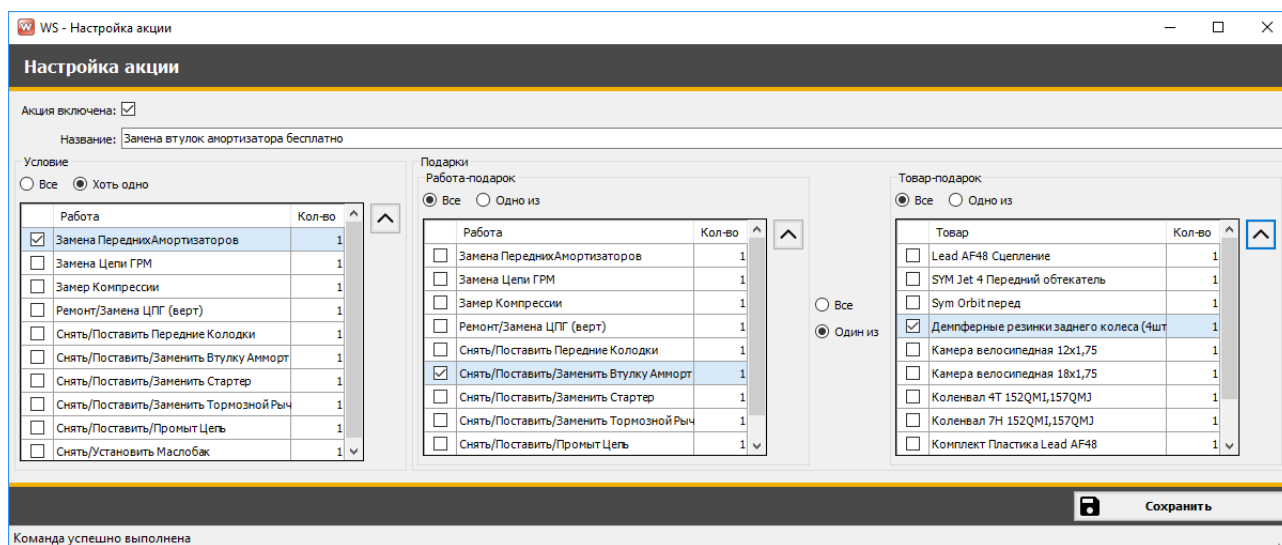 WS - Настройка акции
Настройка акции
Акция включена:
Название: Замена втулок амортизатора бесплатно
Условие
Все Хоть одно
Работа Кол-во
Замена ПереднихАмортизаторов 1
Замена Цепи ГРМ 1
Замер Компрессии 1
Ремонт/Замена ЦПГ (верт) 1
Снять/Поставить Передние Колодки 1
Снять/Поставить/Заменить Втулку Амморт 1
Снять/Поставить/Заменить Стартер 1
Снять/Поставить/Заменить Тормозной Рыч 1
Снять/Поставить/Промыт Цепь 1
Снять/Установить Маслобак 1
Подарки
Работа-подарок
Все Одно из
Работа Кол-во
Замена ПереднихАмортизаторов 1
Замена Цепи ГРМ 1
Замер Компрессии 1
Ремонт/Замена ЦПГ (верт) 1
Снять/Поставить Передние Колодки 1
Снять/Поставить/Заменить Втулку Амморт 1
Снять/Поставить/Заменить Стартер 1
Снять/Поставить/Заменить Тормозной Рыч 1
Снять/Поставить/Промыт Цепь 1
Все
Один из
Товар-подарок
Все Одно из
Товар Кол-во
Lead AF48 Сцепление 1
SYM Jet 4 Передний обтекатель 1
Sym Orbit перед 1
Демпферные резинки заднего колеса (4шт 1
Камера велосипедная 12x1,75 1
Камера велосипедная 18x1,75 1
Коленвал 4T 152QMI,157QMJ 1
Коленвал 7H 152QMI,157QMJ 1
Комплект Пластика Lead AF48 1
Сохранить
Команда успешно выполнена